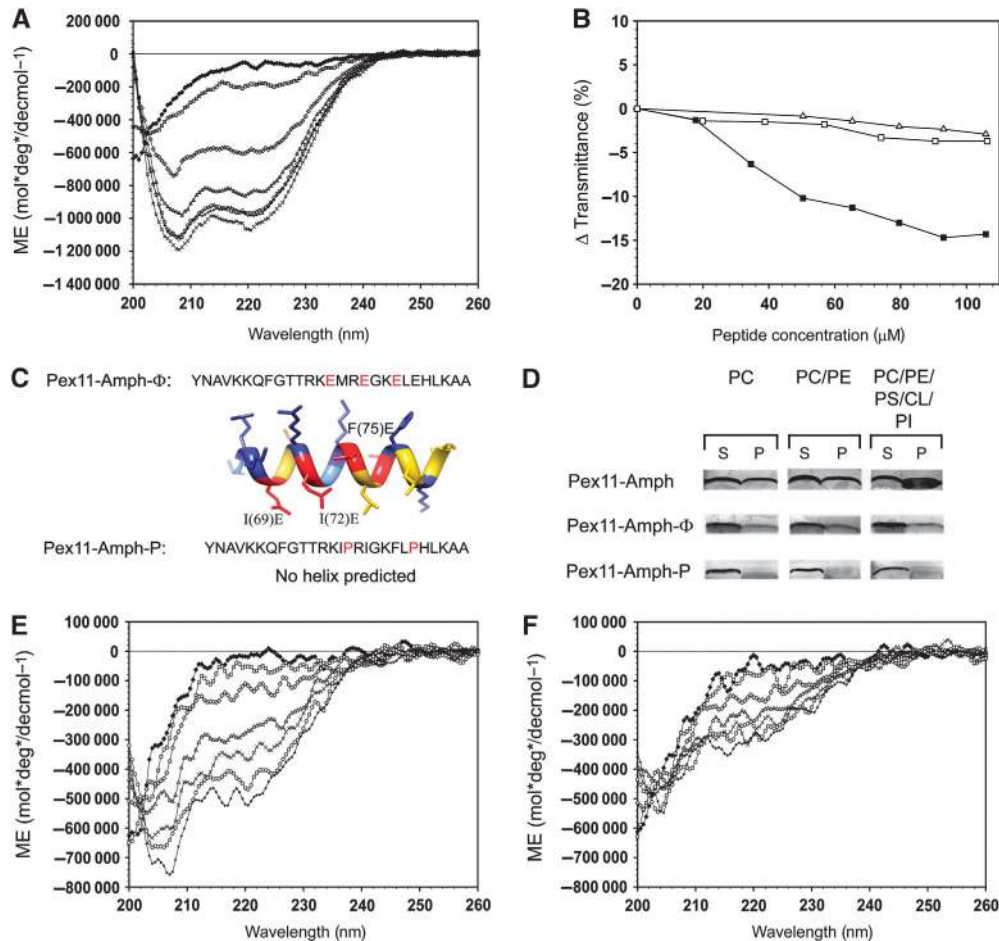 A
ME (mol*deg*/decmol−1)
0
−200 000
−400 000
−600 000
−800 000
−1 000 000
−1 200 000
−1 400 000
200 210 220 230 240 250 260
Wavelength (nm)
B
Δ Transmittance (%)
10
5
0
−5
−10
−15
−20
0 20 40 60 80 100
Peptide concentration (μM)
C
Pex11-Amph-Φ: YNAVKKQFGTTRKEMREGKELEHLKAA
F(75)E
I(69)E I(72)E
Pex11-Amph-P: YNAVKKQFGTTRKIPRIGKFLPHLKAA
No helix predicted
D
PC PC/PE PC/PE/
PS/CL/
PI
S P S P S P
Pex11-Amph
Pex11-Amph-Φ
Pex11-Amph-P
E
ME (mol*deg*/decmol−1)
100 000
0
−100 000
−200 000
−300 000
−400 000
−500 000
−600 000
−700 000
−800 000
200 210 220 230 240 250 260
Wavelength (nm)
F
ME (mol*deg*/decmol−1)
100 000
0
−100 000
−200 000
−300 000
−400 000
−500 000
−600 000
−700 000
−800 000
200 210 220 230 240 250 260
Wavelength (nm)